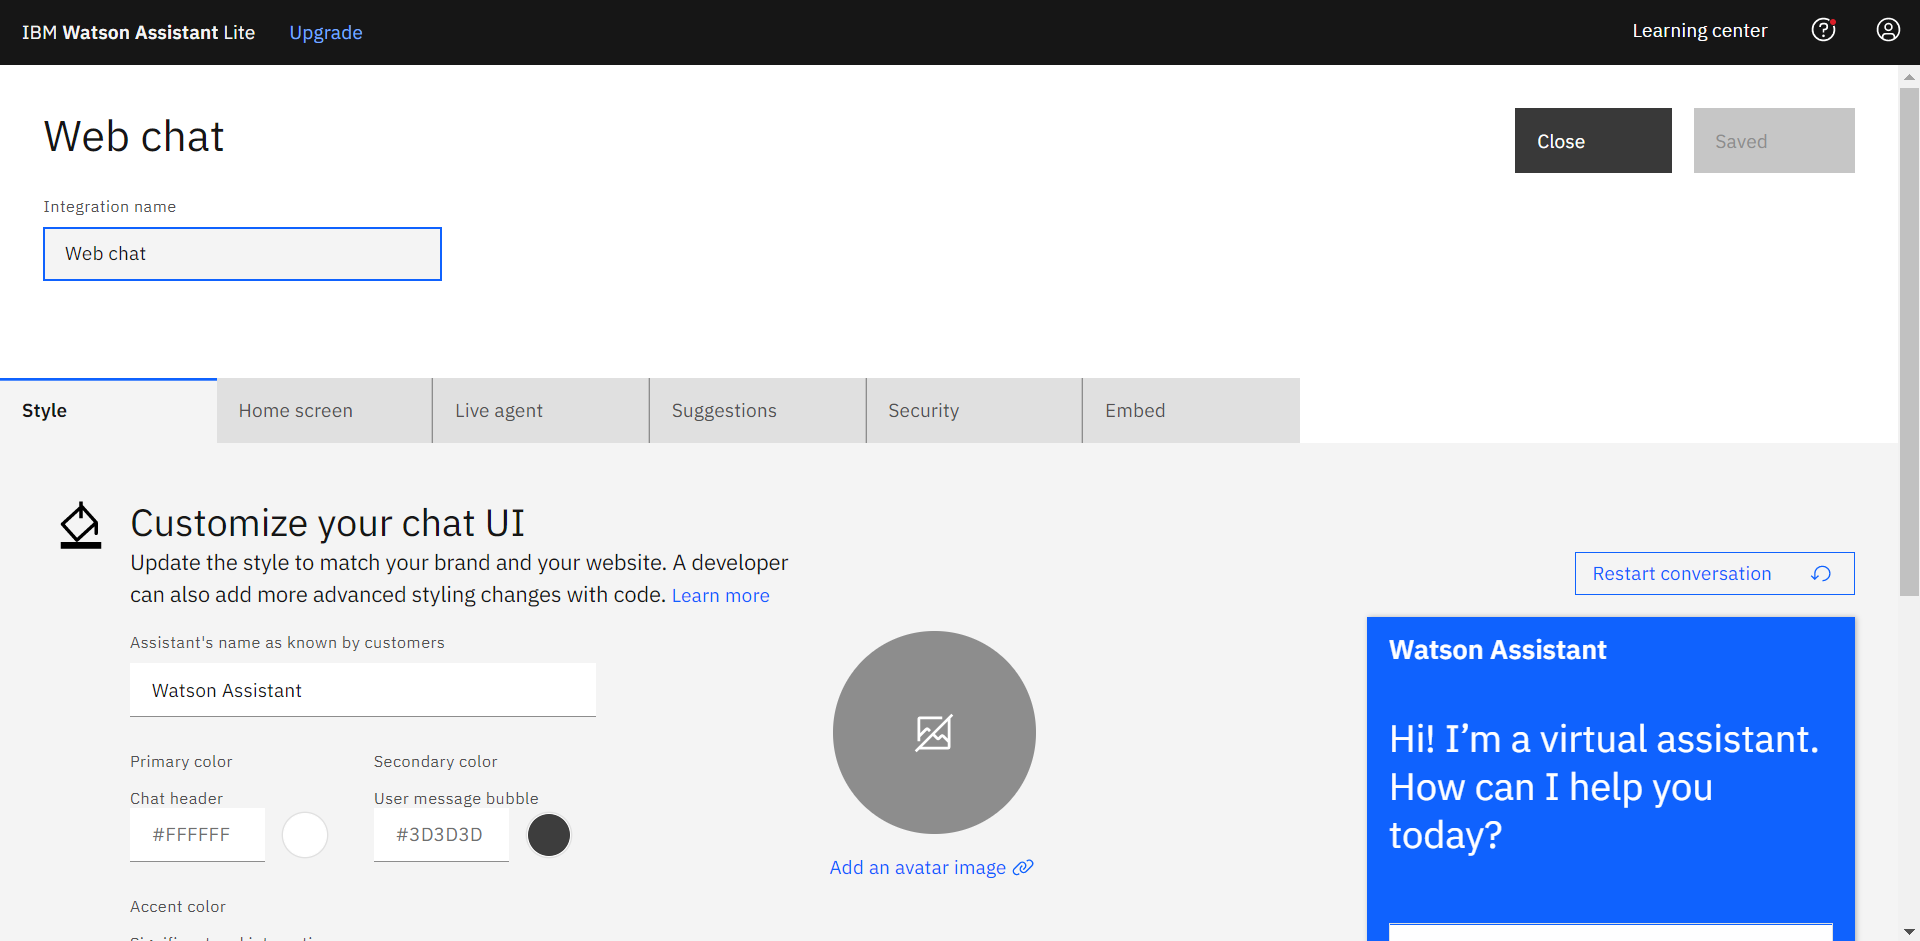 IBM Watson Assistant Lite
Upgrade
Learning center
Web chat
Close
Saved
Integration name
Web chat
Style
Home screen
Live agent
Suggestions
Security
Embed
Customize your chat UI
Update the style to match your brand and your website. A developer
can also add more advanced styling changes with code. Learn more
Restart conversation
Assistant's name as known by customers
Watson Assistant
Primary color
Secondary color
Chat header
User message bubble
#FFFFFF
#3D3D3D
Add an avatar image
Accent color
Watson Assistant
Hi! I’m a virtual assistant.
How can I help you
today?